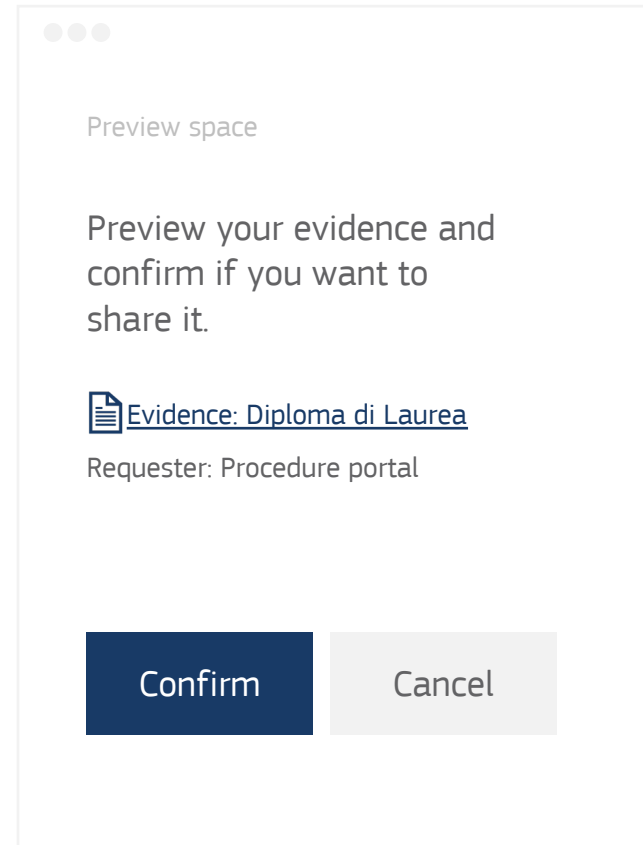 Preview space
Preview your evidence and
confirm if you want to
share it.
Evidence: Diploma di Laurea
Requester: Procedure portal
Confirm
Cancel